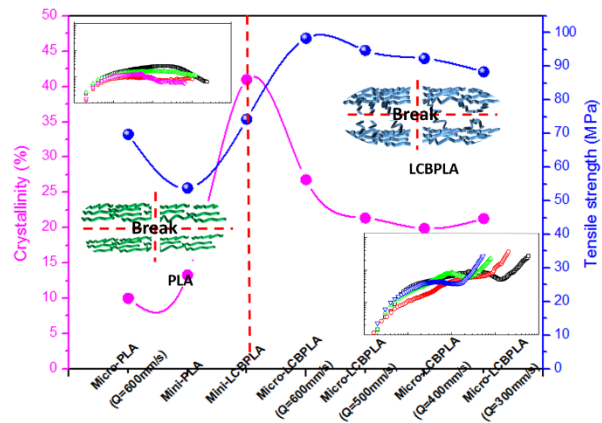 50
45
40
35
30
25
20
15
10
5
0
Crystallinity (%)
100
90
80
70
60
50
40
30
20
10
0
Tensile strength (MPa)
Break
LCBPLA
Break
PLA
Micro-PLA
(Q=600mm/s)
Mini-PLA
Mini-LCBPLA
Micro-LCBPLA
(Q=600mm/s)
Micro-LCBPLA
(Q=500mm/s)
Micro-LCBPLA
(Q=400mm/s)
Micro-LCBPLA
(Q=300mm/s)